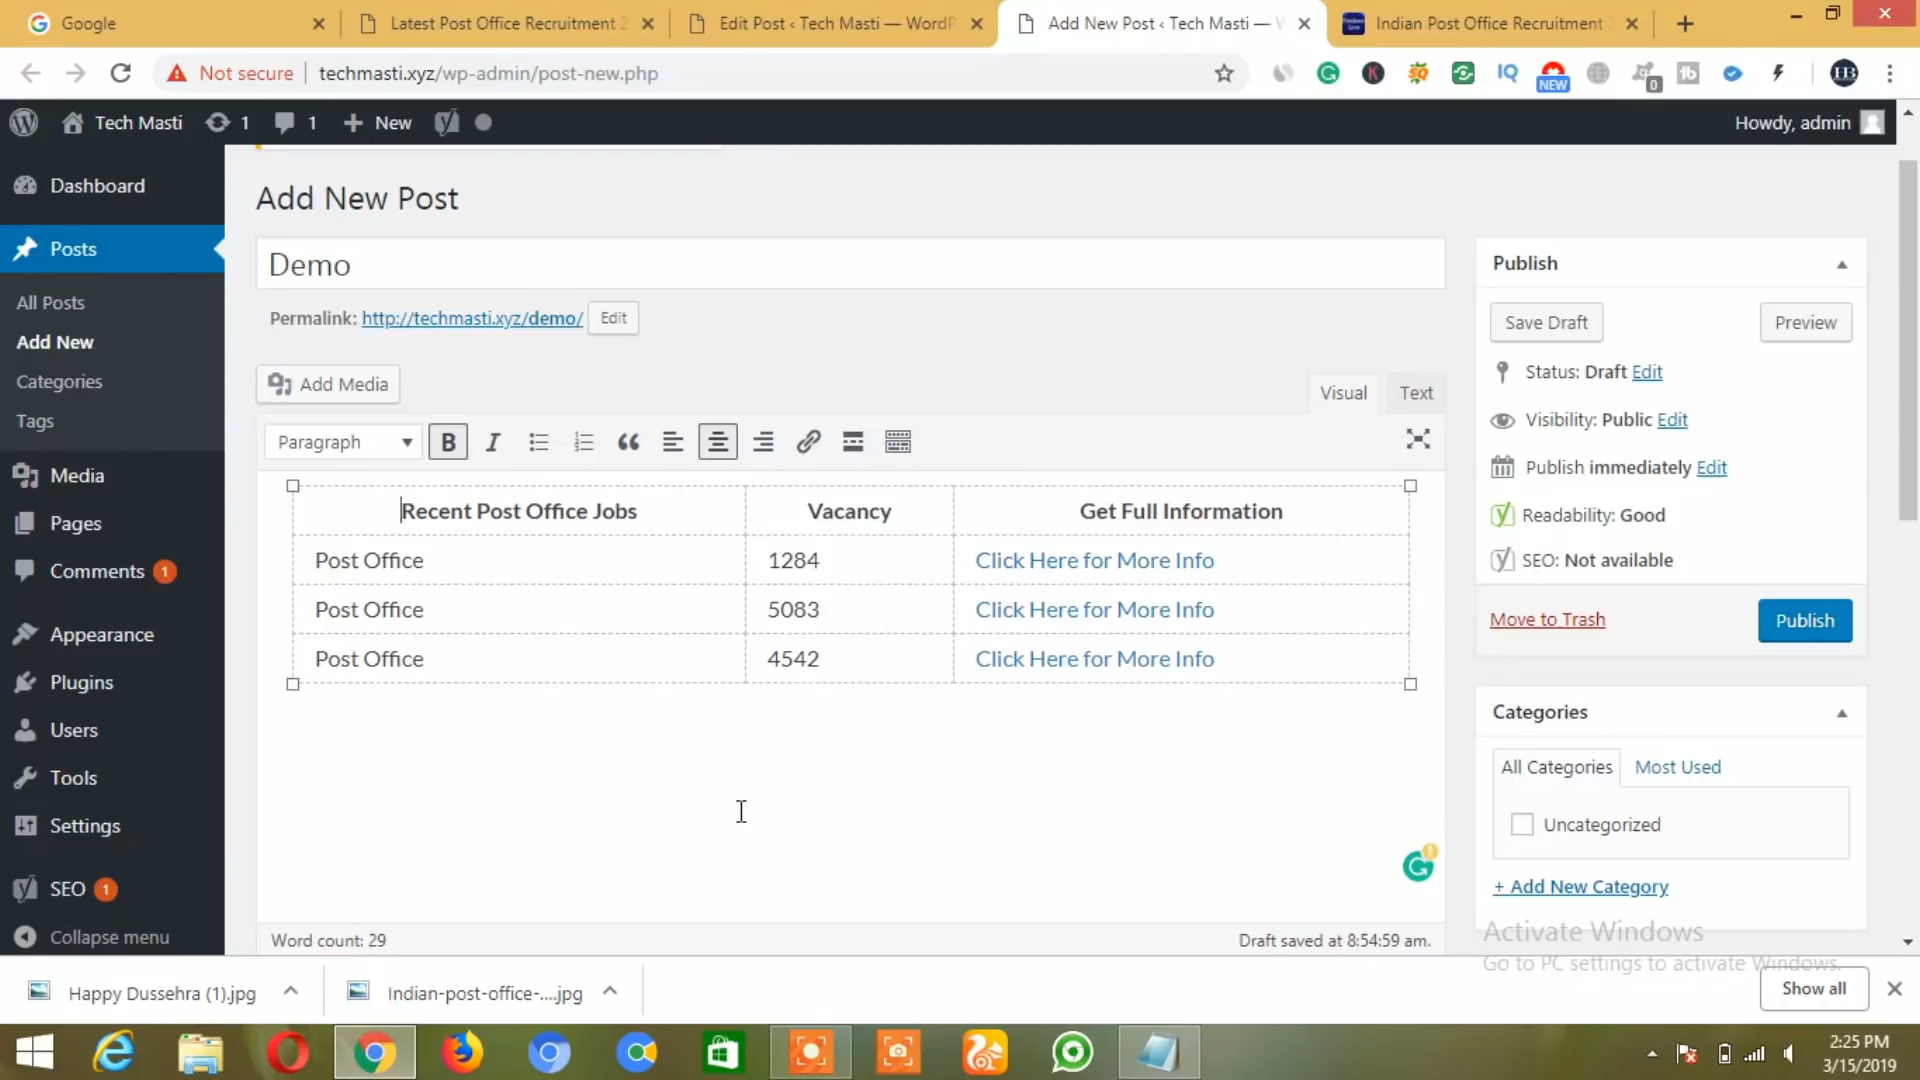 Google
Latest Post Office Recruitment 2
Edit Post ‹ Tech Masti — WordP
Add New Post ‹ Tech Masti — W
Indian Post Office Recruitment
Not secure
techmasti.xyz/wp-admin/post-new.php
IQ
NEW
0
tb
Tech Masti
1
1
New
Howdy, admin
Dashboard
Posts
All Posts
Add New
Categories
Tags
Media
Pages
Comments 1
Appearance
Plugins
Users
Tools
Settings
SEO 1
Collapse menu
Add New Post
Demo
Permalink: http://techmasti.xyz/demo/ Edit
Add Media
Visual Text
Paragraph
B I
Recent Post Office Jobs Vacancy Get Full Information
Post Office 1284 Click Here for More Info
Post Office 5083 Click Here for More Info
Post Office 4542 Click Here for More Info
Word count: 29
Draft saved at 8:54:59 am.
Publish
Save Draft Preview
Status: Draft Edit
Visibility: Public Edit
Publish immediately Edit
Readability: Good
SEO: Not available
Move to Trash Publish
Categories
All Categories Most Used
Uncategorized
+ Add New Category
Activate Windows
Go to PC settings to activate Windows.
Happy Dussehra (1).jpg
Indian-post-office-....jpg
Show all
2:25 PM
3/15/2019